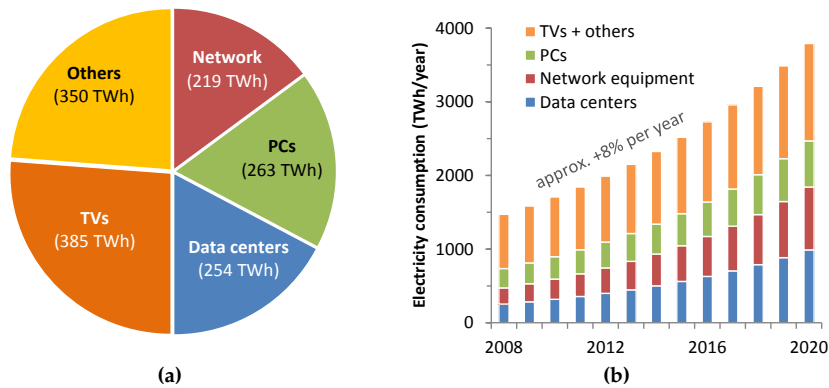 Others
(350 TWh)
Network
(219 TWh)
PCs
(263 TWh)
TVs
(385 TWh)
Data centers
(254 TWh)
(a)
Electricity consumption (TWh/year)
4000
3000
2000
1000
0
TVs + others
PCs
Network equipment
Data centers
approx. +8% per year
2008
2012
2016
2020
(b)